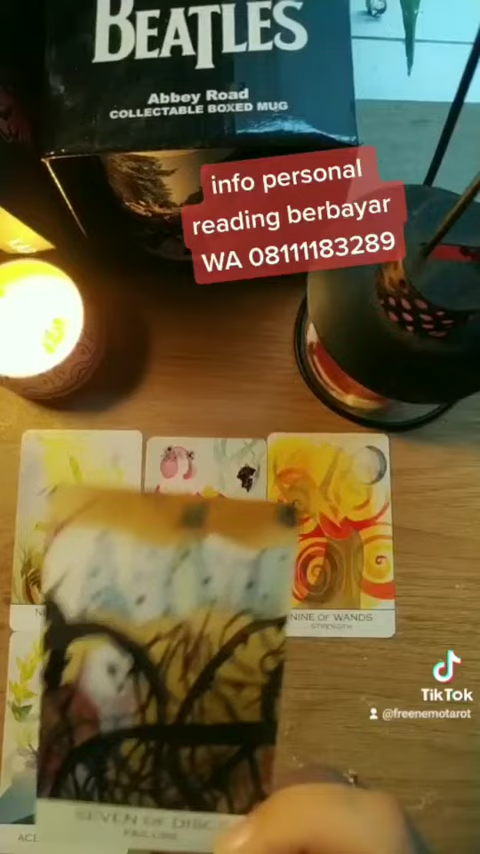 BEATLES
Abbey Road
COLLECTABLE BOXED MUG
info personal
reading berbayar
WA 08111183289
NINE OF WANDS
STRENGTH
SEVEN OF DISCS
FAILURE
TikTok
@freenemotarot